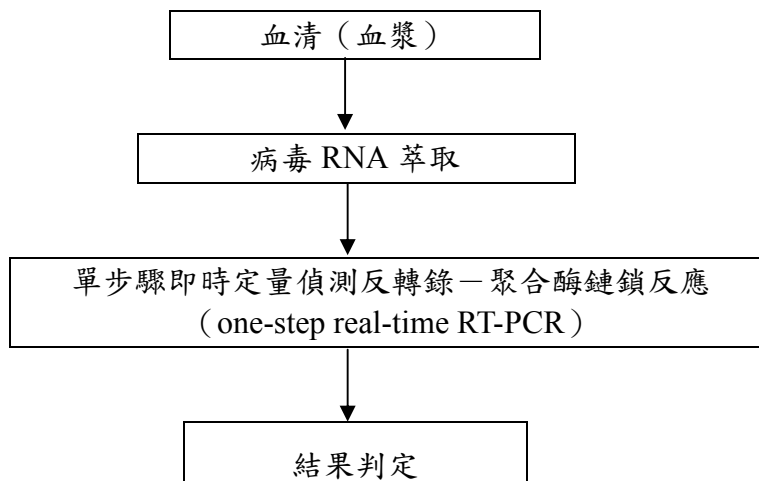 血清（血漿）
病毒 RNA 萃取
單步驟即時定量偵測反轉錄－聚合酶鏈鎖反應
（one-step real-time RT-PCR）
結果判定